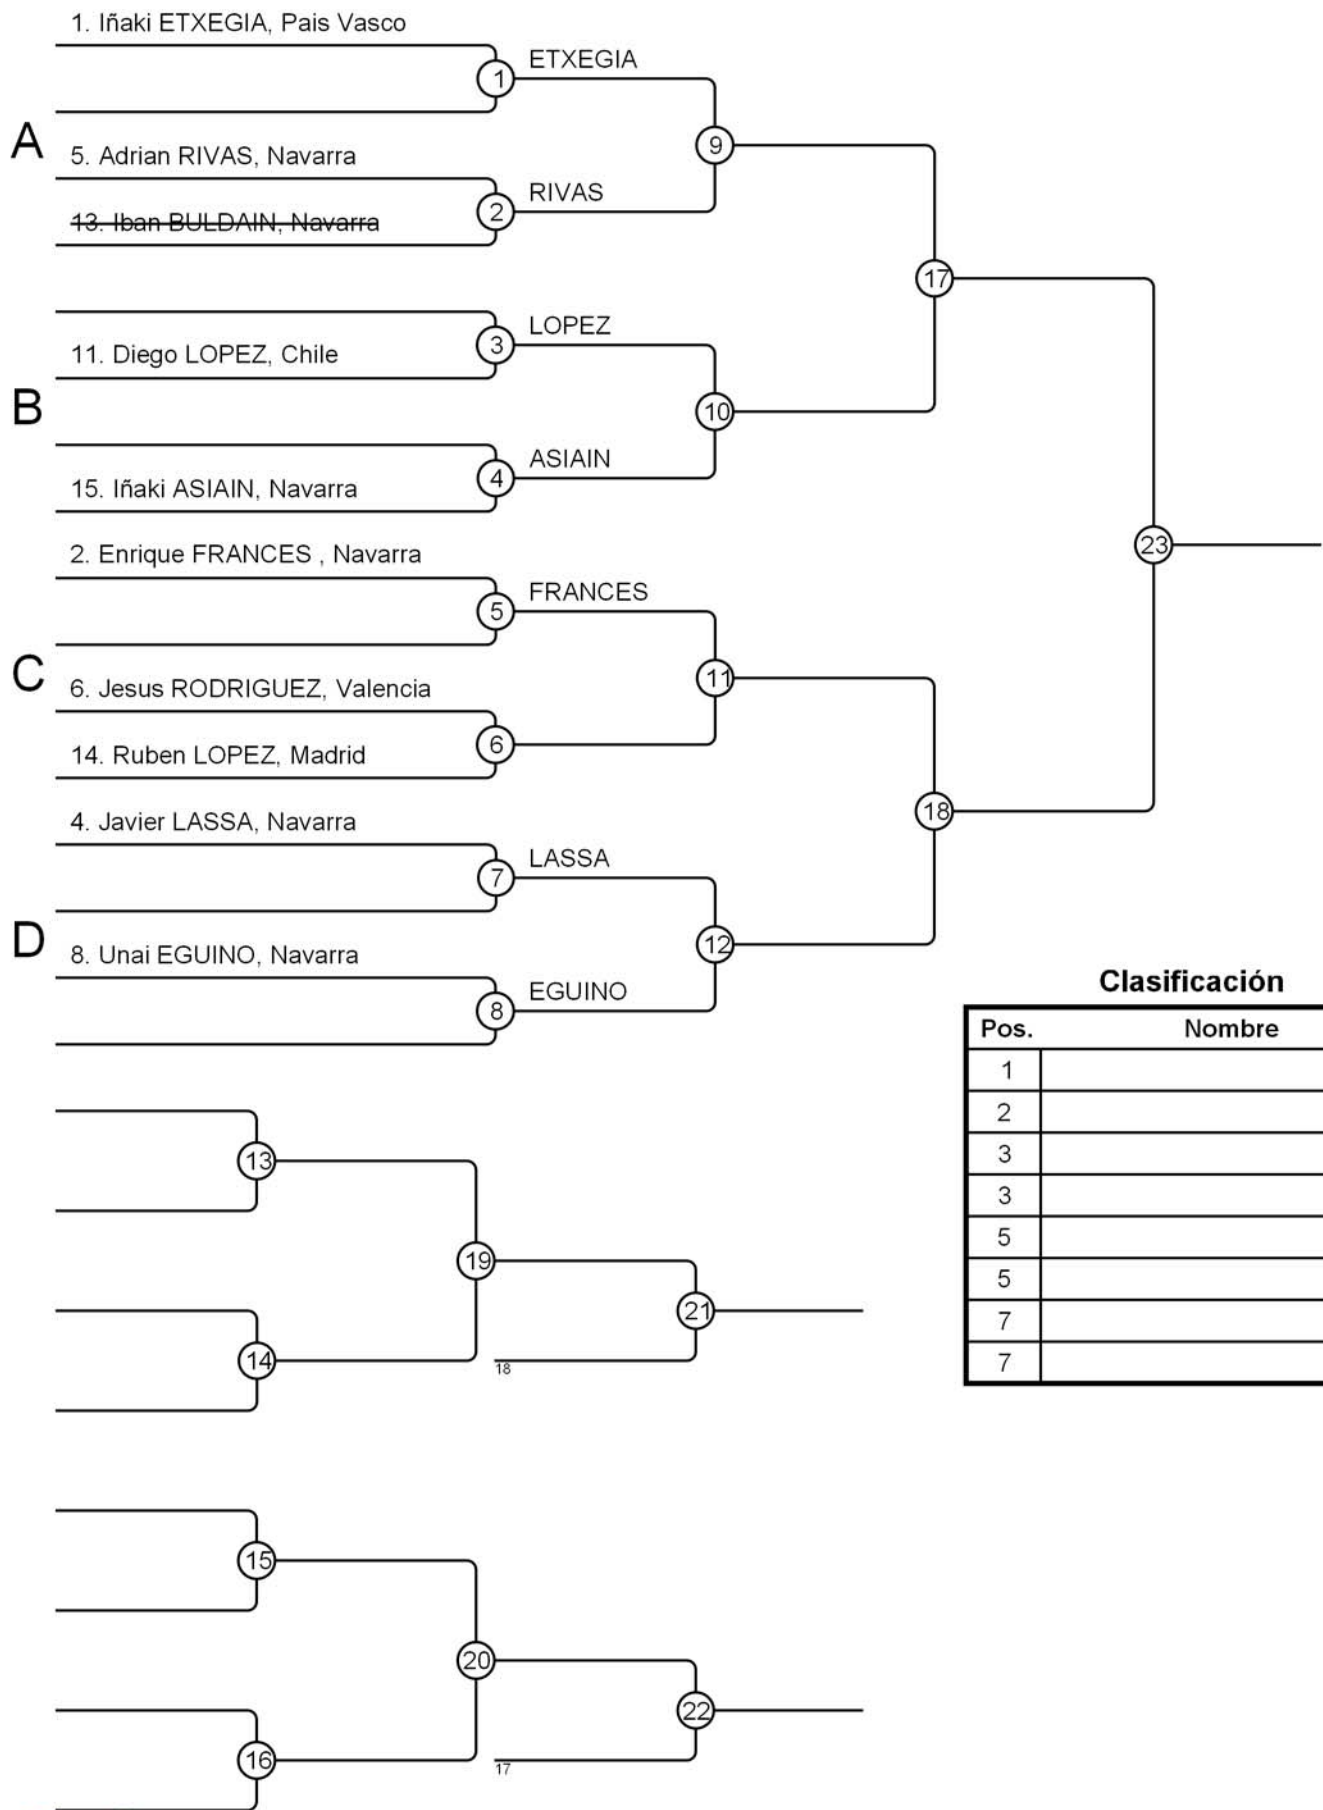 1. Iñaki ETXEGIA, Pais Vasco
1
ETXEGIA
A
9
5. Adrian RIVAS, Navarra
2
RIVAS
13. Iban BULDAIN, Navarra
17
3
LOPEZ
11. Diego LOPEZ, Chile
B
10
4
ASIAIN
15. Iñaki ASIAIN, Navarra
23
2. Enrique FRANCES , Navarra
5
FRANCES
C
11
6. Jesus RODRIGUEZ, Valencia
6
14. Ruben LOPEZ, Madrid
18
4. Javier LASSA, Navarra
7
LASSA
D
12
8. Unai EGUINO, Navarra
8
EGUINO
Clasificación
Pos. Nombre
1
2
3
3
5
5
7
7
13
19
14
21
18
15
20
16
22
17